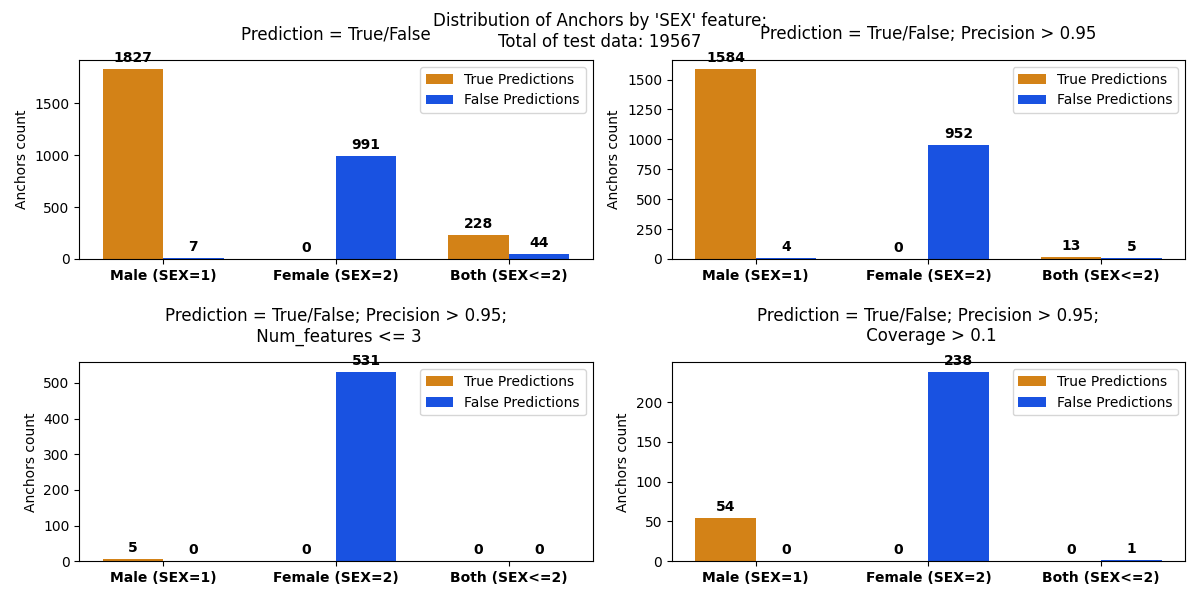 Distribution of Anchors by 'SEX' feature;
Total of test data: 19567
Prediction = True/False
1827
7
0
991
228
44
True Predictions
False Predictions
Anchors count
1500
1000
500
0
Male (SEX=1)
Female (SEX=2)
Both (SEX<=2)
Prediction = True/False; Precision > 0.95
1584
4
0
952
13
5
True Predictions
False Predictions
Anchors count
1500
1250
1000
750
500
250
0
Male (SEX=1)
Female (SEX=2)
Both (SEX<=2)
Prediction = True/False; Precision > 0.95;
Num_features <= 3
5
0
0
531
0
0
True Predictions
False Predictions
Anchors count
500
400
300
200
100
0
Male (SEX=1)
Female (SEX=2)
Both (SEX<=2)
Prediction = True/False; Precision > 0.95;
Coverage > 0.1
54
0
0
238
0
1
True Predictions
False Predictions
Anchors count
200
150
100
50
0
Male (SEX=1)
Female (SEX=2)
Both (SEX<=2)